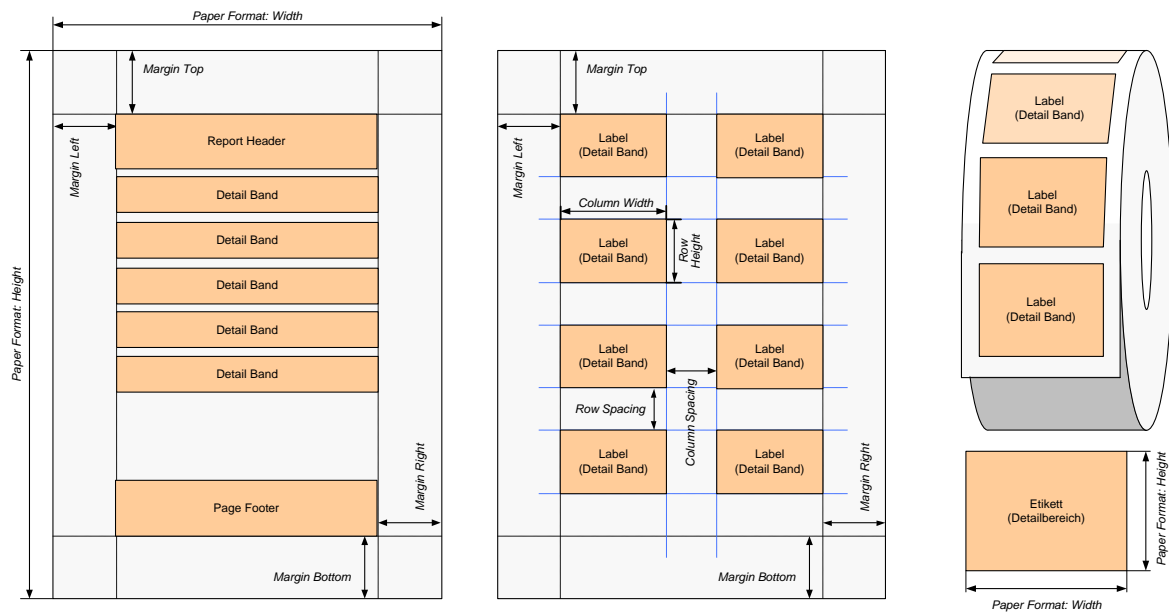 Paper Format: Width
Paper Format: Height
Margin Top
Margin Left
Report Header
Detail Band
Detail Band
Detail Band
Detail Band
Detail Band
Page Footer
Margin Right
Margin Bottom
Margin Top
Margin Left
Label
(Detail Band)
Label
(Detail Band)
Column Width
Label
(Detail Band)
Row
Height
Label
(Detail Band)
Label
(Detail Band)
Label
(Detail Band)
Row Spacing
Column Spacing
Label
(Detail Band)
Label
(Detail Band)
Margin Right
Margin Bottom
Label
(Detail Band)
Label
(Detail Band)
Label
(Detail Band)
Etikett
(Detailbereich)
Paper Format: Height
Paper Format: Width